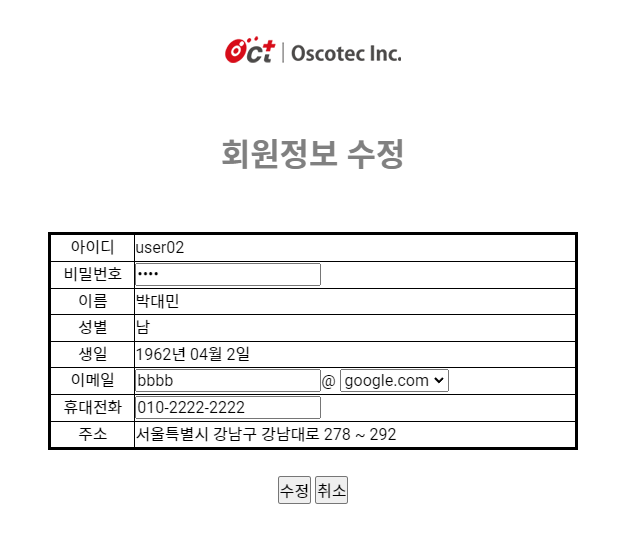 Oct | Oscotec Inc.
회원정보 수정
아이디 user02
비밀번호 ••••
이름 박대민
성별 남
생일 1962년 04월 2일
이메일 bbbb @ google.com
휴대전화 010-2222-2222
주소 서울특별시 강남구 강남대로 278 ~ 292
수정 취소